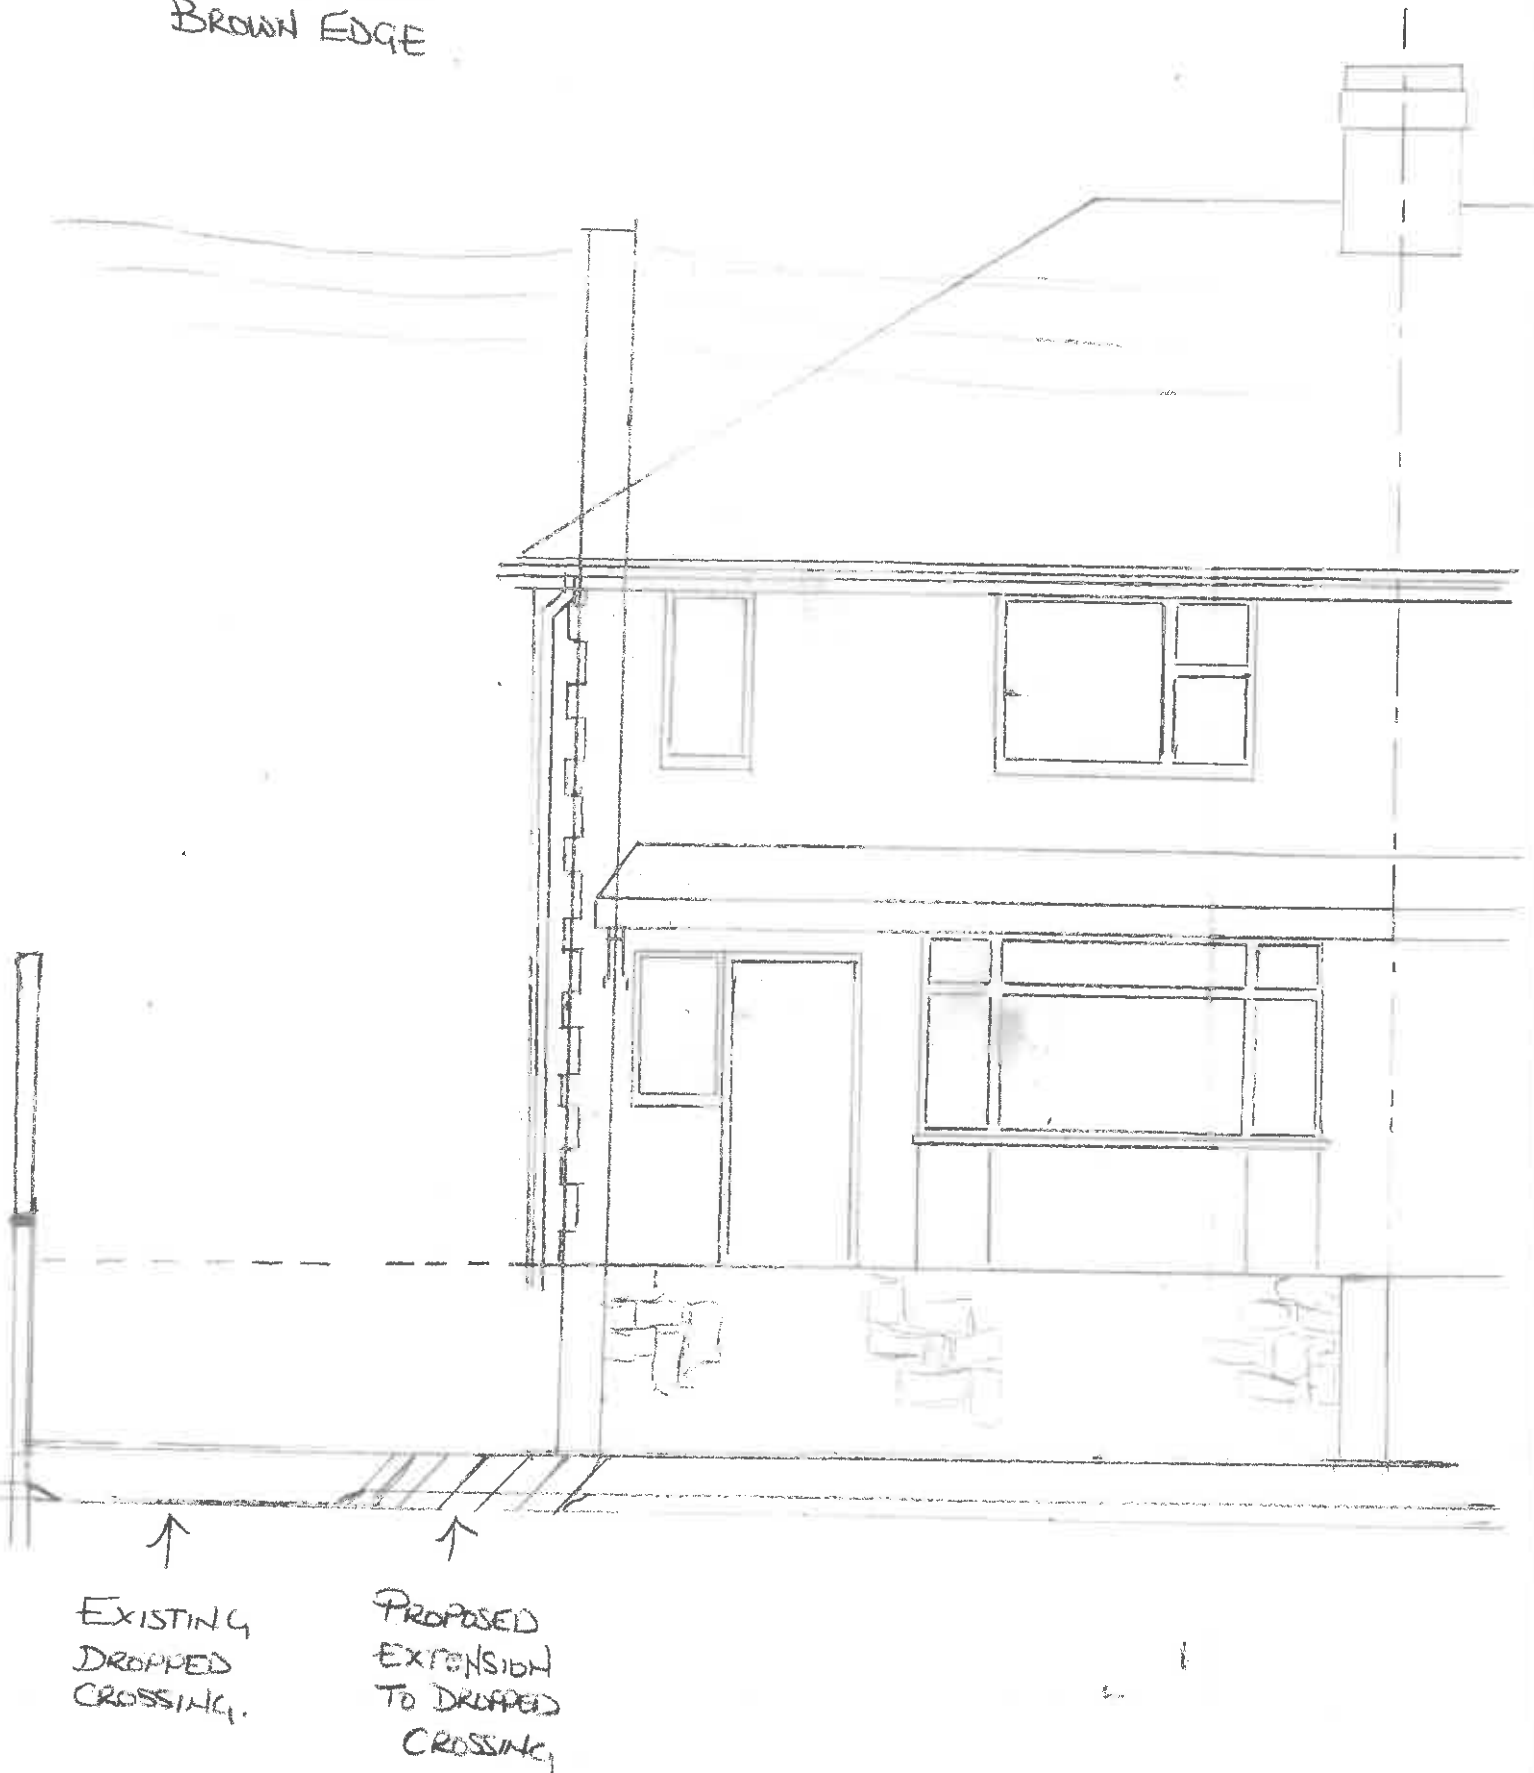 BROWN EDGE
EXISTING
DROPPED
CROSSING.
PROPOSED
EXTENSION
TO DROPPED
CROSSING